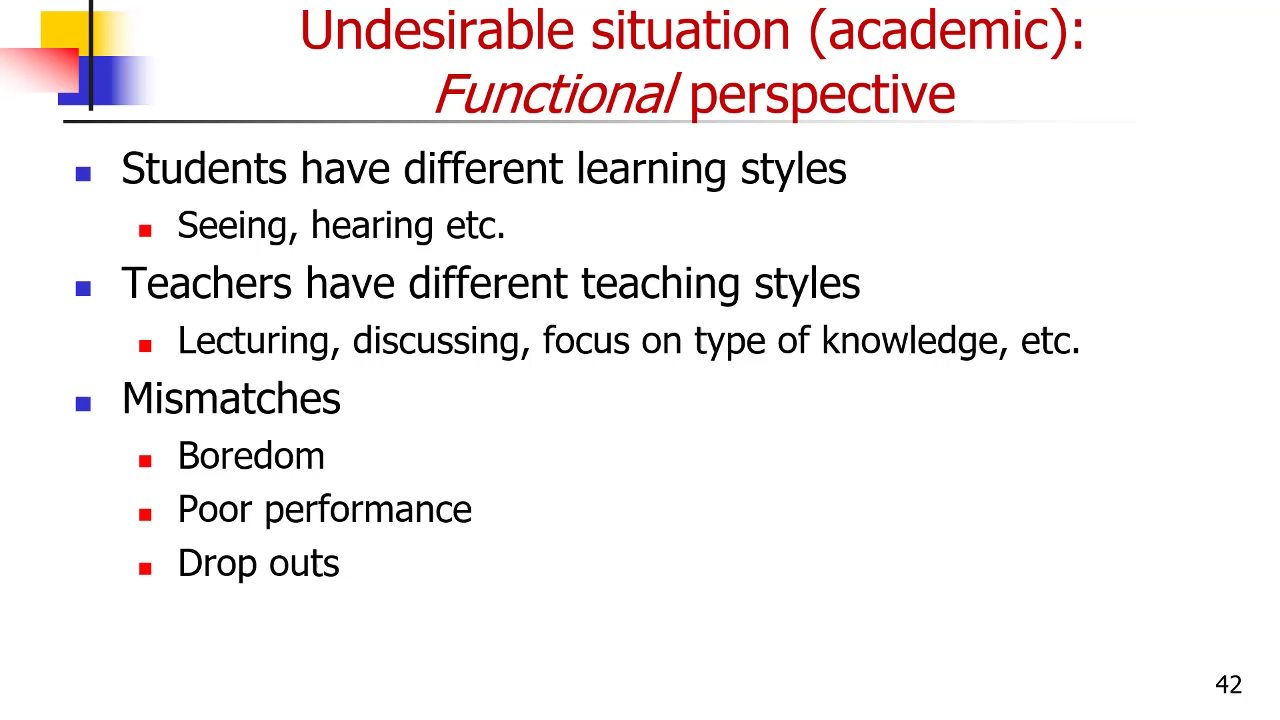 Undesirable situation (academic):
Functional perspective
Students have different learning styles
Seeing, hearing etc.
Teachers have different teaching styles
Lecturing, discussing, focus on type of knowledge, etc.
Mismatches
Boredom
Poor performance
Drop outs
42